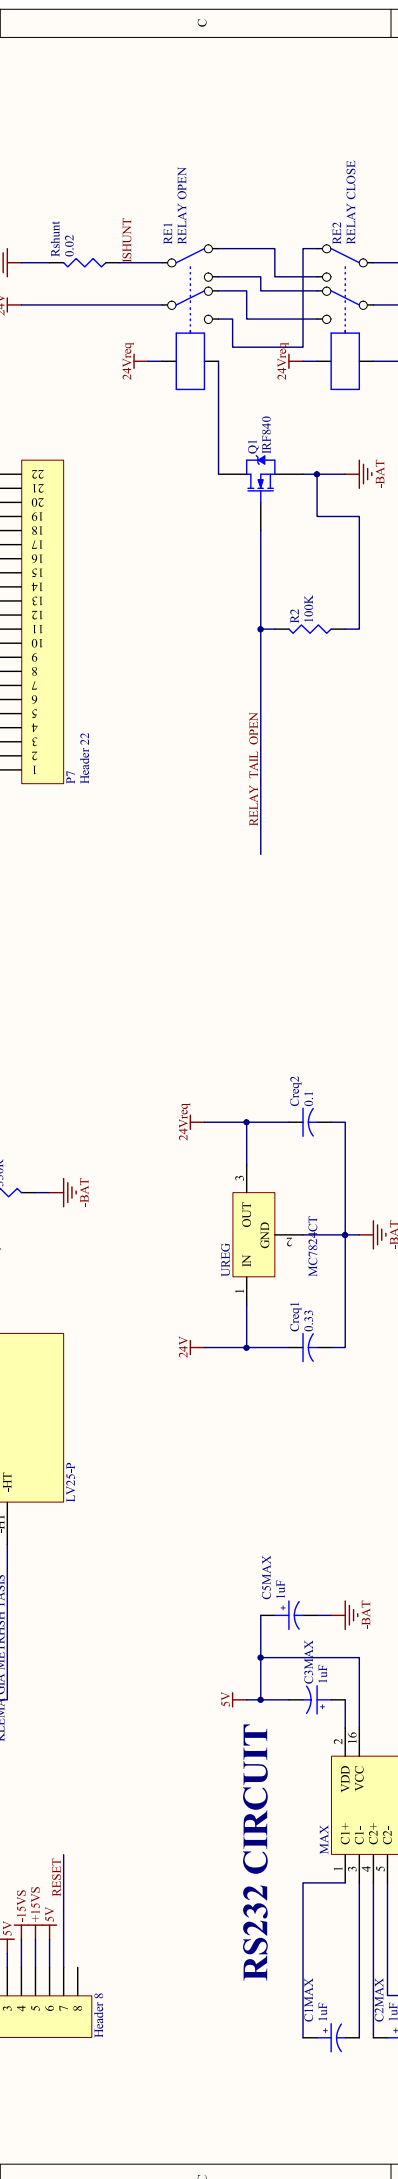 C
RE1
RELAY OPEN
RE2
RELAY CLOSE
Rshunt
0.02
ISHUNT
24V
24Vreq
24Vreq
Q1
IRF840
-BAT
R2
100K
RELAY TAIL OPEN
22
21
20
19
18
17
16
15
14
13
12
11
10
9
8
7
6
5
4
3
2
1
P7
Header 22
-BAT
24Vreq
Creq2
0.1
3
OUT
GND
IN
UREG
2
MC7824CT
1
-BAT
24V
Creq1
0.33
-HT
-HT
LV25-P
KLEMA GIA METRHSH TASIS
C5MAX
1uF
+
-BAT
5V
C3MAX
1uF
+
RS232 CIRCUIT
2
16
VDD
VCC
MAX
C1+
C1-
C2+
C2-
1
3
4
5
C1MAX
1uF
+
C2MAX
1uF
+
5V
-15VS
+15VS
5V
RESET
3
4
5
6
7
8
Header 8